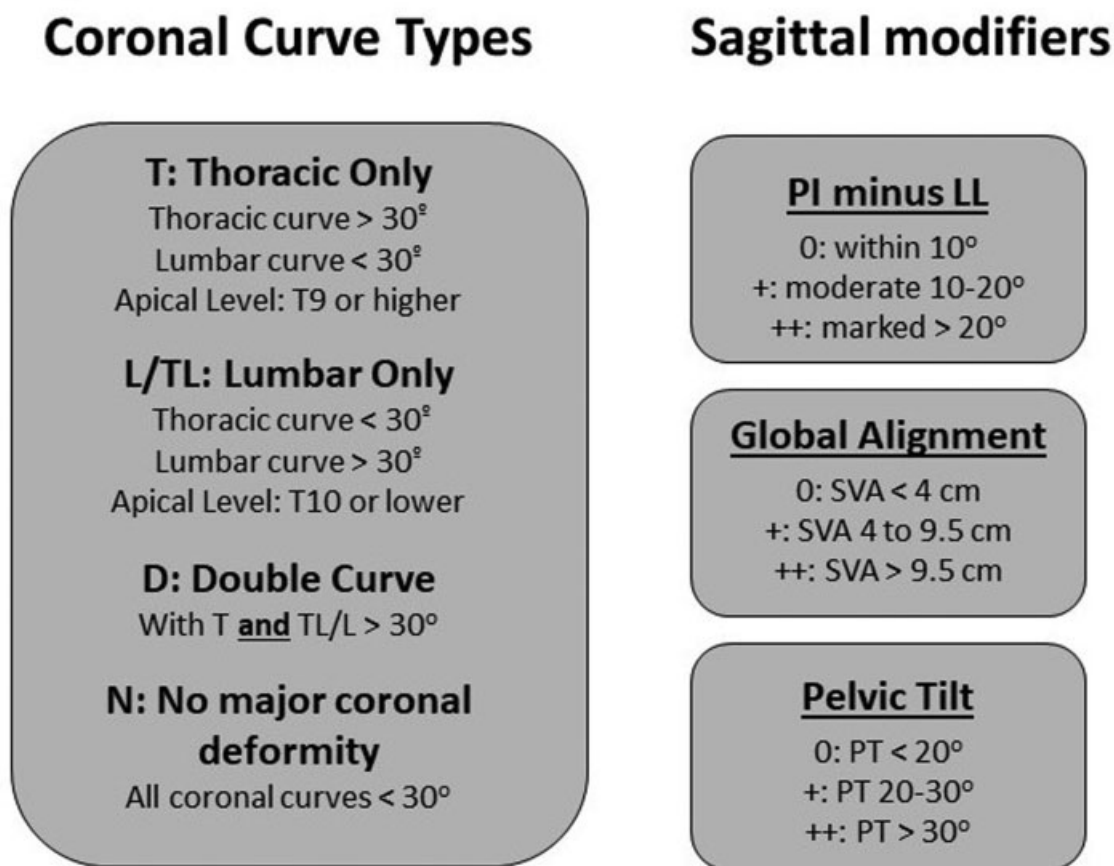 Coronal Curve Types
T: Thoracic Only
Thoracic curve > 30º
Lumbar curve < 30º
Apical Level: T9 or higher
L/TL: Lumbar Only
Thoracic curve < 30º
Lumbar curve > 30º
Apical Level: T10 or lower
D: Double Curve
With T and TL/L > 30º
N: No major coronal
deformity
All coronal curves < 30º
Sagittal modifiers
PI minus LL
0: within 10º
+: moderate 10-20º
++: marked > 20º
Global Alignment
0: SVA < 4 cm
+: SVA 4 to 9.5 cm
++: SVA > 9.5 cm
Pelvic Tilt
0: PT < 20º
+: PT 20-30º
++: PT > 30º